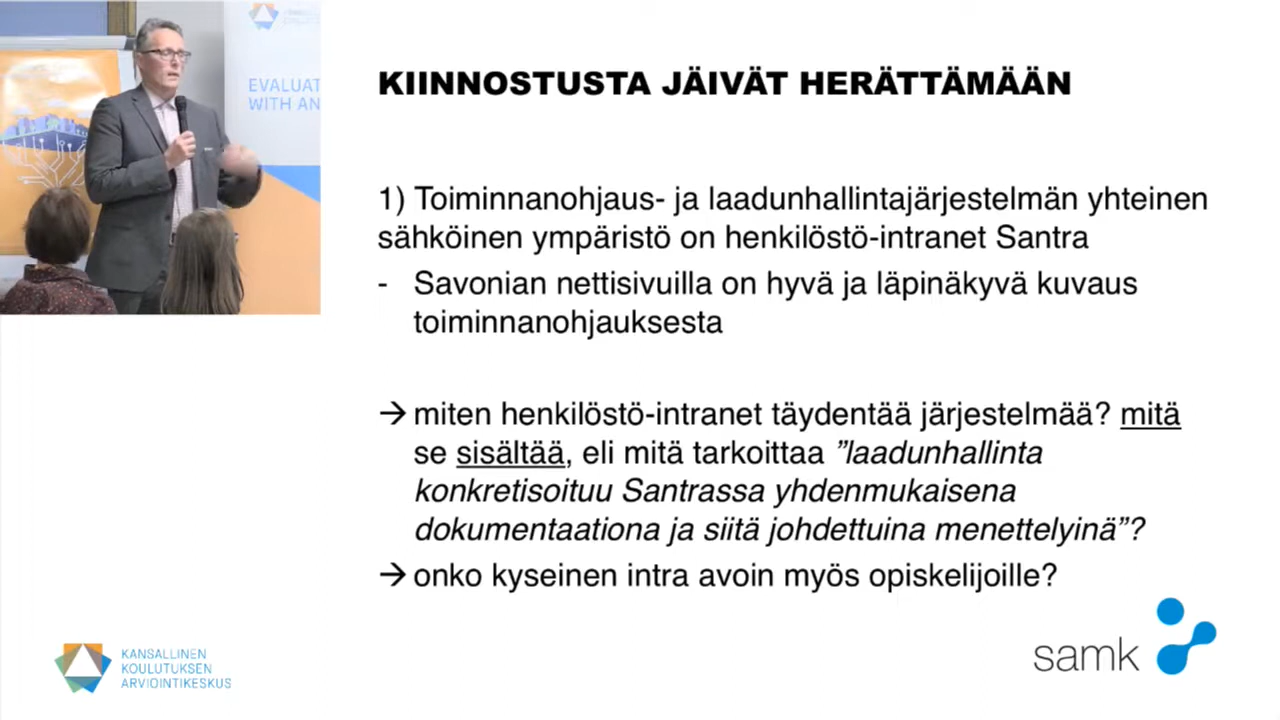 EVALUAT
WITH AN
KIINNOSTUSTA JÄIVÄT HERÄTTÄMÄÄN
1) Toiminnanohjaus- ja laadunhallintajärjestelmän yhteinen
sähköinen ympäristö on henkilöstö-intranet Santra
- Savonian nettisivuilla on hyvä ja läpinäkyvä kuvaus
toiminnanohjauksesta
→ miten henkilöstö-intranet täydentää järjestelmää? mitä
se sisältää, eli mitä tarkoittaa ”laadunhallinta
konkretisoituu Santrassa yhdenmukaisena
dokumentaationa ja siitä johdettuina menettelyinä”?
→ onko kyseinen intra avoin myös opiskelijoille?
KANSALLINEN
KOULUTUKSEN
ARVIOINTIKESKUS
samk